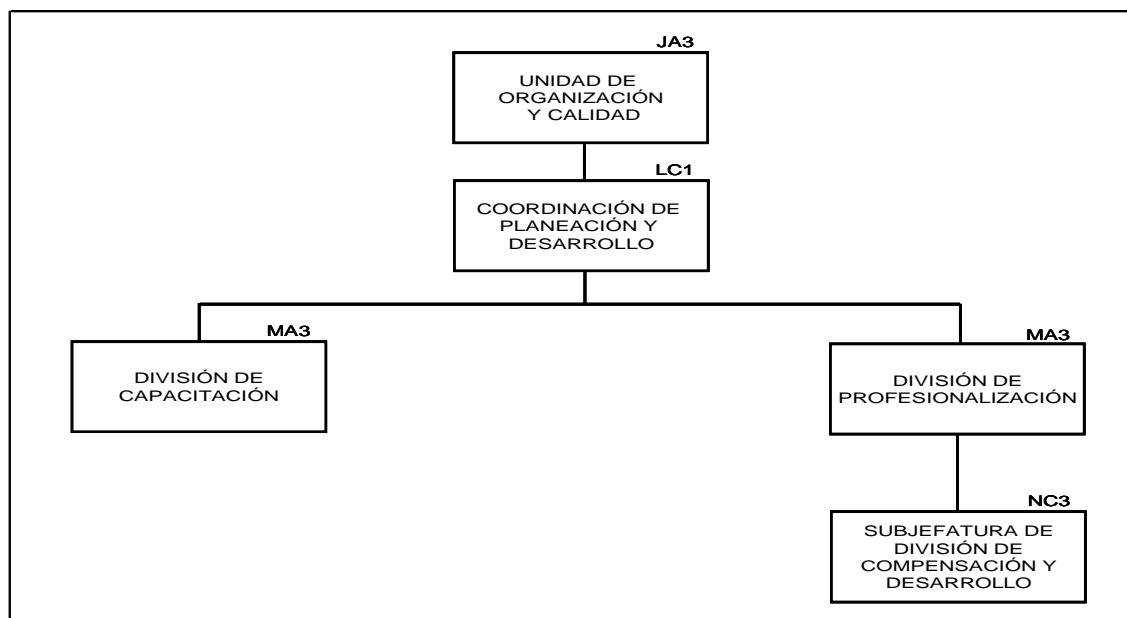 JA3
UNIDAD DE
ORGANIZACIÓN
Y CALIDAD
LC1
COORDINACIÓN DE
PLANEACIÓN Y
DESARROLLO
MA3
DIVISIÓN DE
CAPACITACIÓN
MA3
DIVISIÓN DE
PROFESIONALIZACIÓN
NC3
SUBJEFATURA DE
DIVISIÓN DE
COMPENSACIÓN Y
DESARROLLO